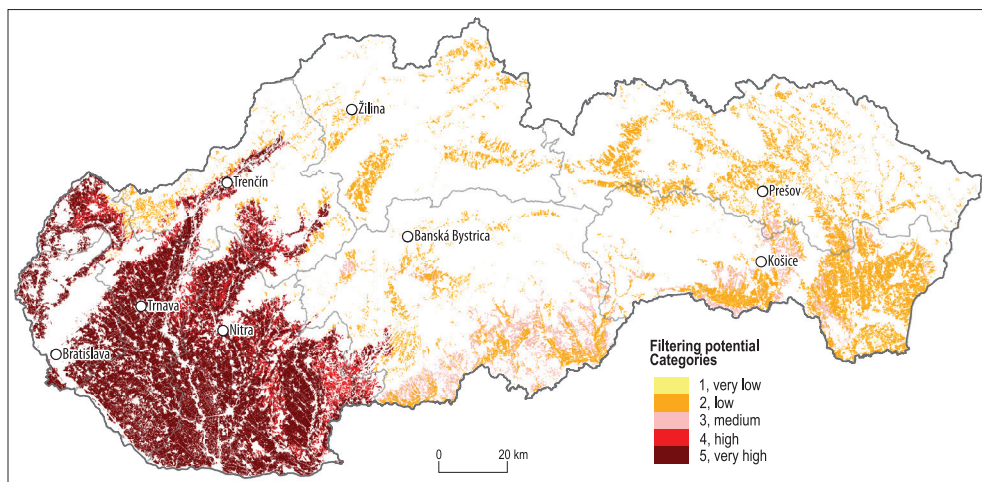 Žilina
Trenčín
Prešov
Banská Bystrica
Košice
Trnava
Nitra
Bratislava
Filtering potential
Categories
1, very low
2, low
3, medium
4, high
5, very high
0 20 km